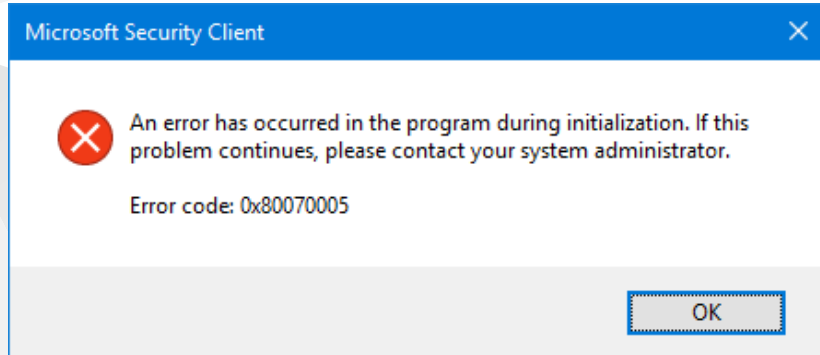 Microsoft Security Client
An error has occurred in the program during initialization. If this
problem continues, please contact your system administrator.
Error code: 0x80070005
OK